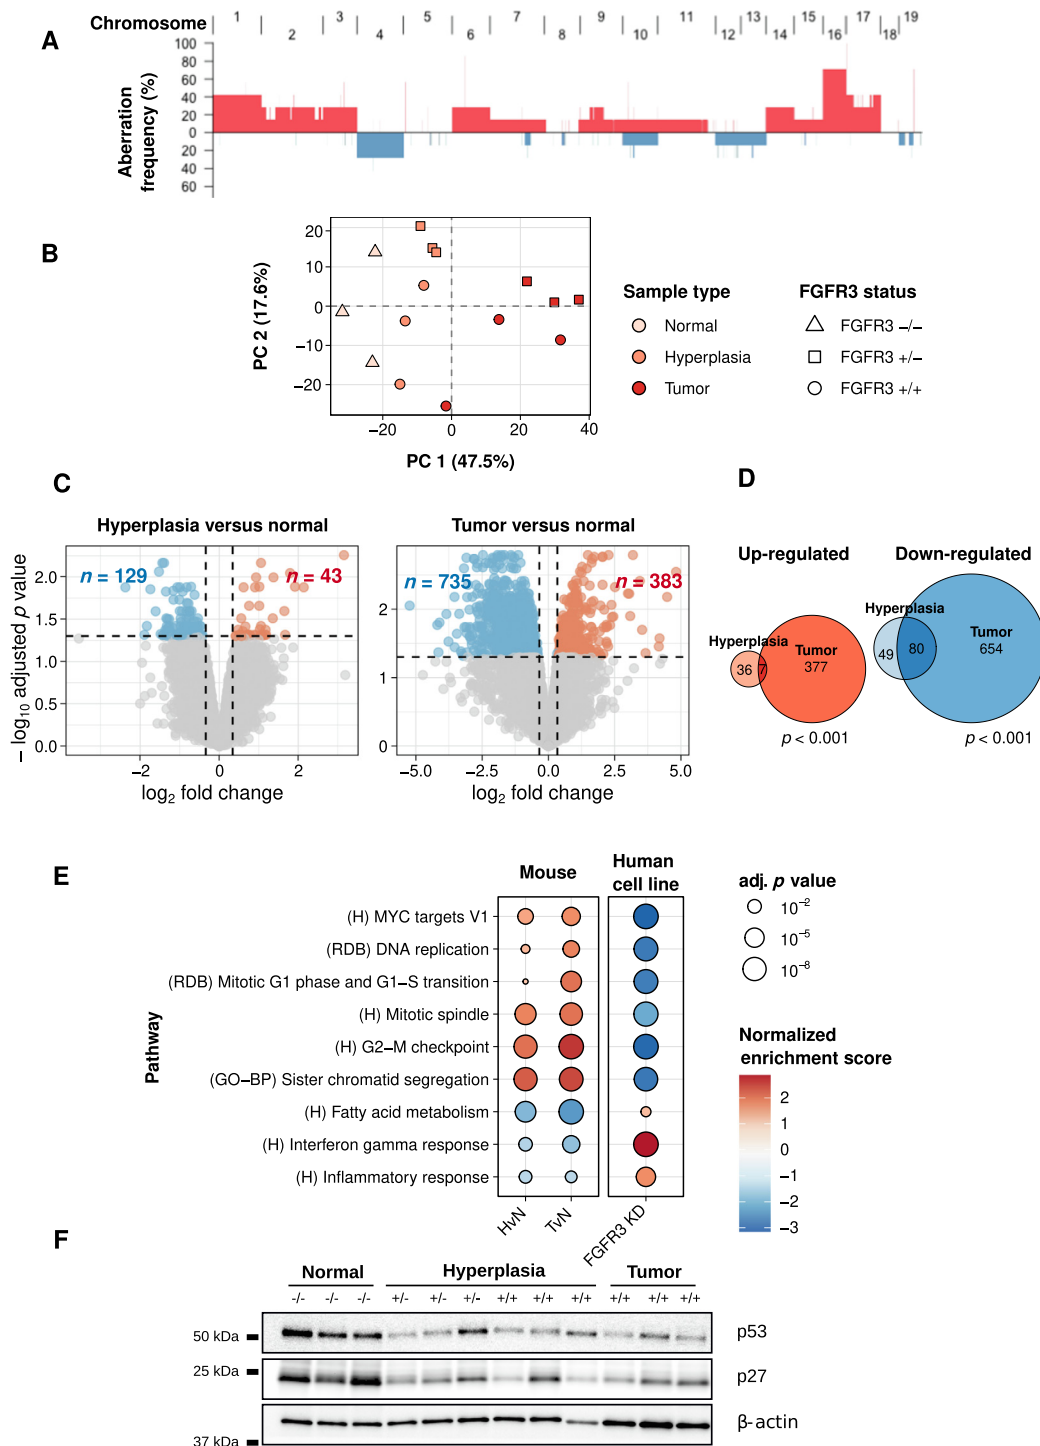 A
Chromosome
1 3 5 7 9 11 14 17 19
2 4 6 8 10 12 13 15 16 18
Aberration
frequency (%)
100
80
60
40
20
0
20
40
60
B
PC 2 (17.6%)
20
10
0
−10
−20
−20 0 20 40
PC 1 (47.5%)
Sample type
Normal
Hyperplasia
Tumor
FGFR3 status
FGFR3 −/−
FGFR3 +/−
FGFR3 +/+
C
Hyperplasia versus normal
n = 129
n = 43
− log10 adjusted p value
2.0
1.5
1.0
0.5
0.0
−2 0 2
log2 fold change
Tumor versus normal
n = 735
n = 383
2
1
0
−5.0 −2.5 0.0 2.5 5.0
log2 fold change
D
Up-regulated
Hyperplasia
36 7
Tumor
377
p < 0.001
Down-regulated
Hyperplasia
49 80
Tumor
654
p < 0.001
E
Mouse
Human
cell line
Pathway
(H) MYC targets V1
(RDB) DNA replication
(RDB) Mitotic G1 phase and G1−S transition
(H) Mitotic spindle
(H) G2−M checkpoint
(GO−BP) Sister chromatid segregation
(H) Fatty acid metabolism
(H) Interferon gamma response
(H) Inflammatory response
HvN
TvN
FGFR3 KD
adj. p value
10−2
10−5
10−8
Normalized
enrichment score
2
1
0
−1
−2
−3
F
Normal Hyperplasia Tumor
-/- -/- -/- +/- +/- +/- +/+ +/+ +/+ +/+ +/+ +/+
50 kDa
p53
25 kDa
p27
β-actin
37 kDa